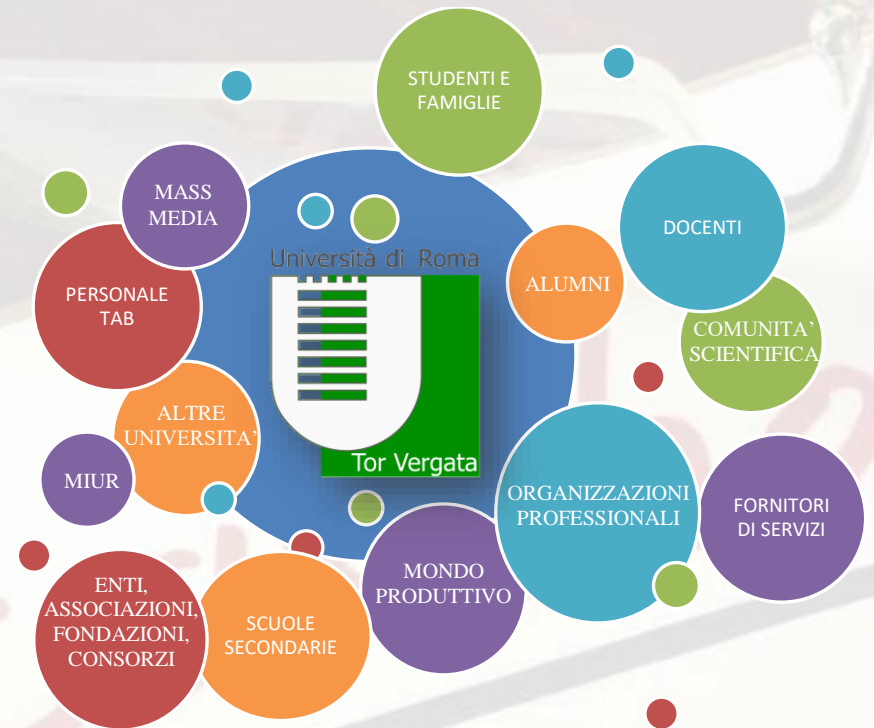 STUDENTI E
FAMIGLIE
MASS
MEDIA
DOCENTI
Università di Roma
PERSONALE
TAB
ALUMNI
COMUNITA'
SCIENTIFICA
ALTRE
UNIVERSITA'
Tor Vergata
MIUR
ORGANIZZAZIONI
PROFESSIONALI
FORNITORI
DI SERVIZI
MONDO
PRODUTTIVO
ENTI,
ASSOCIAZIONI,
FONDAZIONI,
CONSORZI
SCUOLE
SECONDARIE